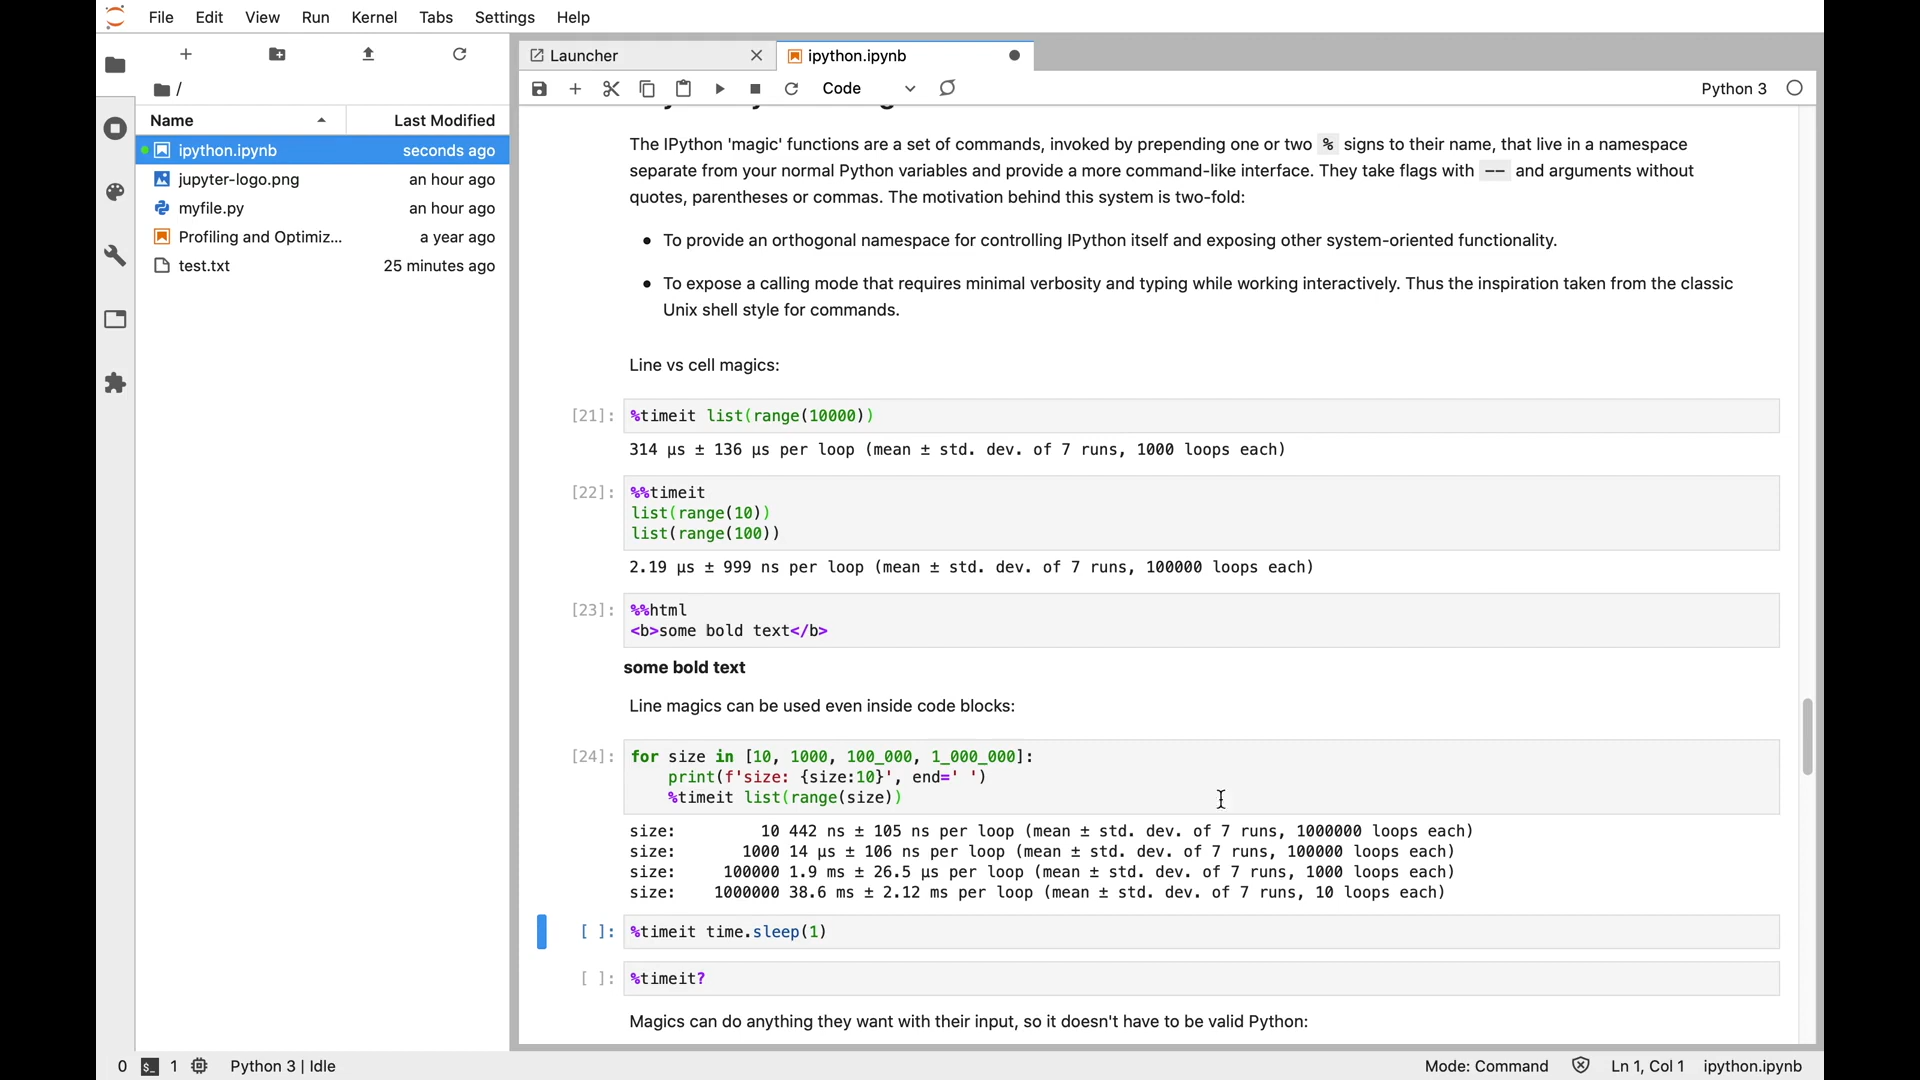 File Edit View Run Kernel Tabs Settings Help
/
Name Last Modified
ipython.ipynb seconds ago
jupyter-logo.png an hour ago
myfile.py an hour ago
Profiling and Optimiz... a year ago
test.txt 25 minutes ago
Launcher ipython.ipynb
Code Python 3
The IPython 'magic' functions are a set of commands, invoked by prepending one or two % signs to their name, that live in a namespace
separate from your normal Python variables and provide a more command-like interface. They take flags with -- and arguments without
quotes, parentheses or commas. The motivation behind this system is two-fold:
• To provide an orthogonal namespace for controlling IPython itself and exposing other system-oriented functionality.
• To expose a calling mode that requires minimal verbosity and typing while working interactively. Thus the inspiration taken from the classic
Unix shell style for commands.
Line vs cell magics:
[21]: %timeit list(range(10000))
314 µs ± 136 µs per loop (mean ± std. dev. of 7 runs, 1000 loops each)
[22]: %%timeit
list(range(10))
list(range(100))
2.19 µs ± 999 ns per loop (mean ± std. dev. of 7 runs, 100000 loops each)
[23]: %%html
<b>some bold text</b>
some bold text
Line magics can be used even inside code blocks:
[24]: for size in [10, 1000, 100_000, 1_000_000]:
    print(f'size: {size:10}', end=' ')
    %timeit list(range(size))
size:         10 442 ns ± 105 ns per loop (mean ± std. dev. of 7 runs, 1000000 loops each)
size:       1000 14 µs ± 106 ns per loop (mean ± std. dev. of 7 runs, 100000 loops each)
size:     100000 1.9 ms ± 26.5 µs per loop (mean ± std. dev. of 7 runs, 1000 loops each)
size:    1000000 38.6 ms ± 2.12 ms per loop (mean ± std. dev. of 7 runs, 10 loops each)
[ ]: %timeit time.sleep(1)
[ ]: %timeit?
Magics can do anything they want with their input, so it doesn't have to be valid Python:
0 1 Python 3 | Idle Mode: Command Ln 1, Col 1 ipython.ipynb